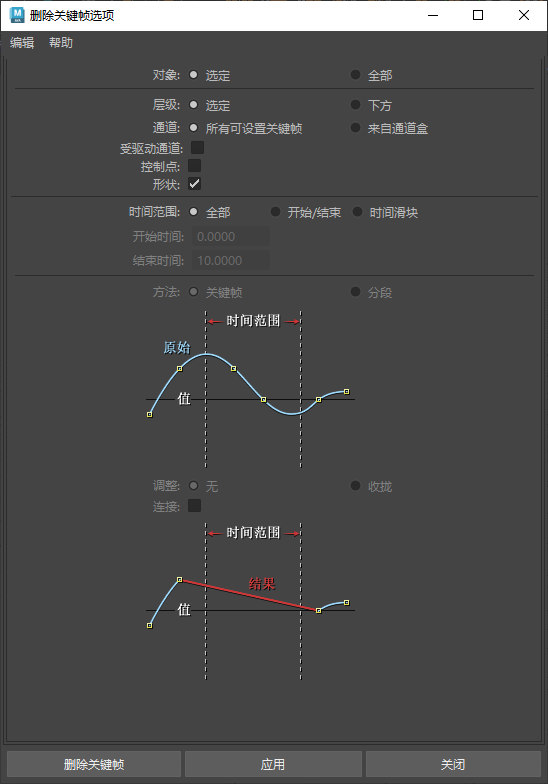 删除关键帧选项
编辑 帮助
对象: 选定 全部
层级: 选定 下方
通道: 所有可设置关键帧 来自通道盒
受驱动通道:
控制点:
形状:
时间范围: 全部 开始/结束 时间滑块
开始时间: 0.0000
结束时间: 10.0000
方法: 关键帧 分段
时间范围
原始
值
调整: 无 收拢
连接:
时间范围
结果
值
删除关键帧 应用 关闭